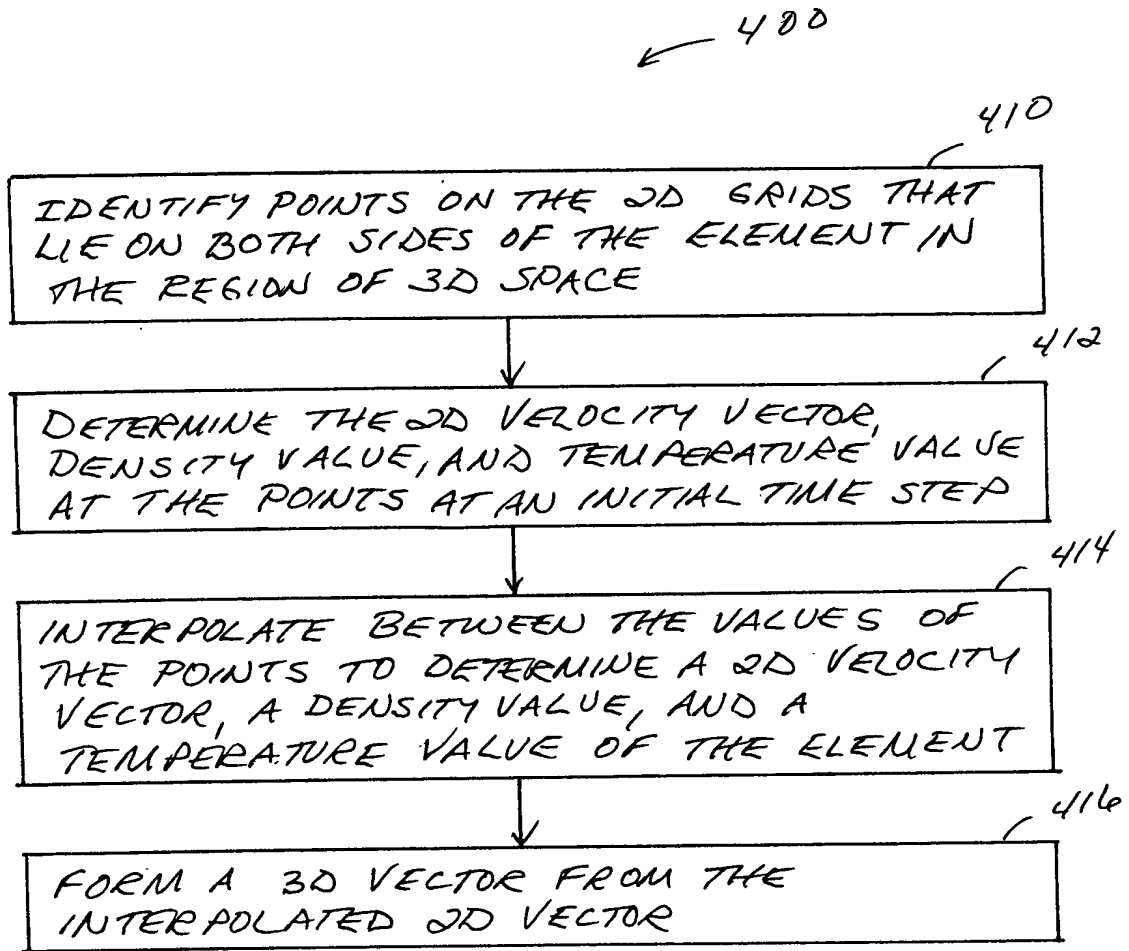 400
410
IDENTIFY POINTS ON THE 2D GRIDS THAT
LIE ON BOTH SIDES OF THE ELEMENT IN
THE REGION OF 3D SPACE
412
DETERMINE THE 2D VELOCITY VECTOR,
DENSITY VALUE, AND TEMPERATURE VALUE
AT THE POINTS AT AN INITIAL TIME STEP
414
INTERPOLATE BETWEEN THE VALUES OF
THE POINTS TO DETERMINE A 2D VELOCITY
VECTOR, A DENSITY VALUE, AND A
TEMPERATURE VALUE OF THE ELEMENT
416
FORM A 3D VECTOR FROM THE
INTERPOLATED 2D VECTOR